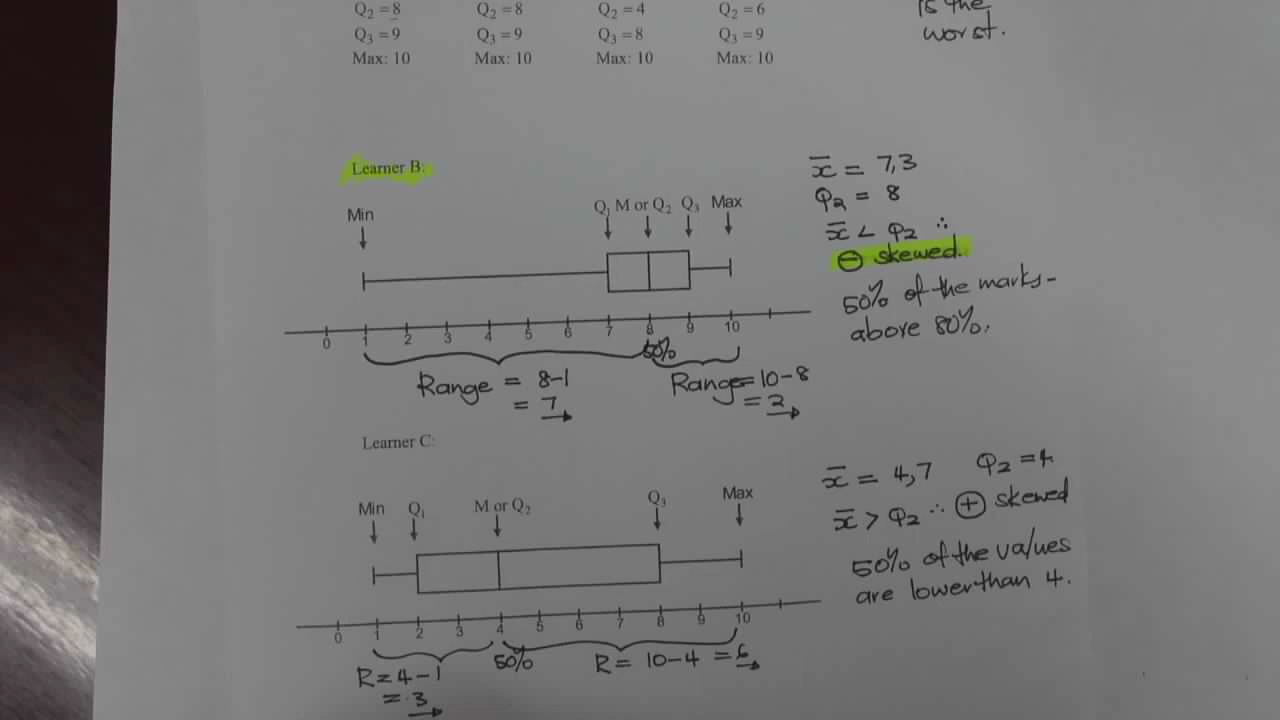 Q₂ =8 Q₂ =8 Q₂ =4 Q₂ =6
Q₃ =9 Q₃ =9 Q₃ =8 Q₃ =9
Max: 10 Max: 10 Max: 10 Max: 10
is the
worst.
Learner B:
Min Q₁ M or Q₂ Q₃ Max
0 1 2 3 4 5 6 7 8 9 10
50%
Range = 8-1
= 7
Range = 10-8
= 2
x̄ = 7,3
Q₂ = 8
x̄ < Q₂ ∴
⊖ skewed.
50% of the marks-
above 80%.
Learner C:
Min Q₁ M or Q₂ Q₃ Max
0 1 2 3 4 5 6 7 8 9 10
R = 4-1
= 3
50%
R = 10-4 = 6
x̄ = 4,7 Q₂ = 4
x̄ > Q₂ ∴ ⊕ skewed
50% of the values
are lower than 4.